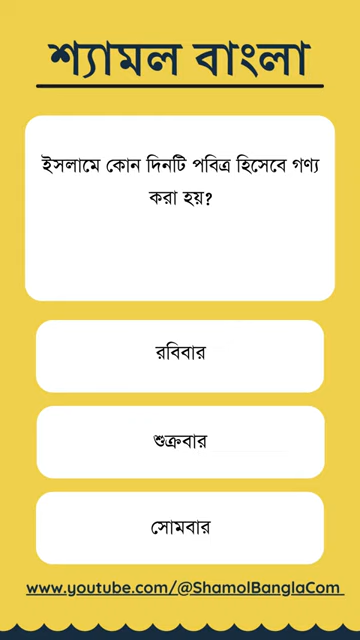 শ্যামল বাংলা
ইসলামে কোন দিনটি পবিত্র হিসেবে গণ্য
করা হয়?
রবিবার
শুক্রবার
সোমবার
www.youtube.com/@ShamolBanglaCom